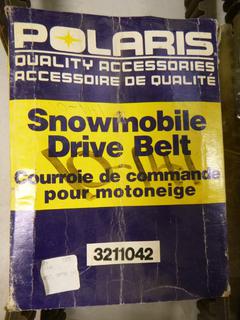 POLARIS
QUALITY ACCESSORIES
ACCESSOIRE DE QUALITÉ
Snowmobile
Drive Belt
Courroie de commande
pour motoneige
3211042